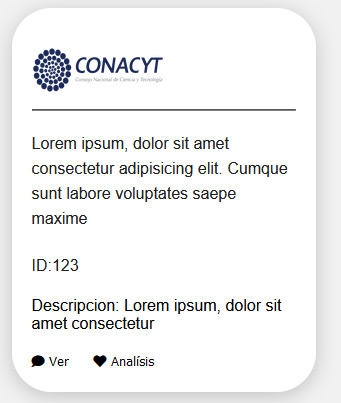 CONACYT
Consejo Nacional de Ciencia y Tecnología
Lorem ipsum, dolor sit amet
consectetur adipisicing elit. Cumque
sunt labore voluptates saepe
maxime
ID:123
Descripcion: Lorem ipsum, dolor sit
amet consectetur
Ver Analísis